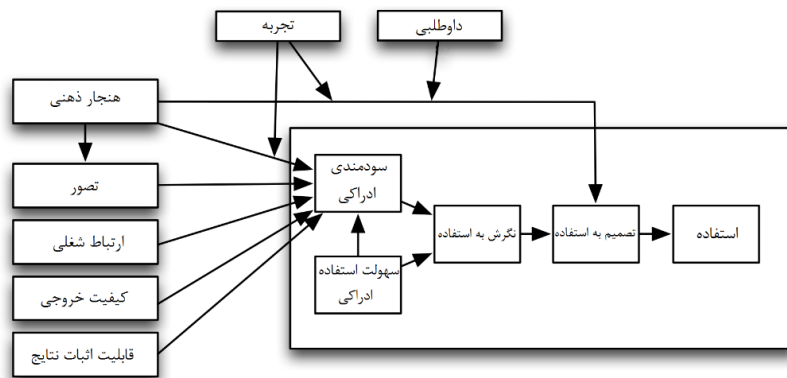 تجربه
داوطلبی
هنجار ذهنی
تصور
ارتباط شغلی
کیفیت خروجی
قابلیت اثبات نتایج
سودمندی
ادراکی
سهولت استفاده
ادراکی
نگرش به استفاده
تصمیم به استفاده
استفاده